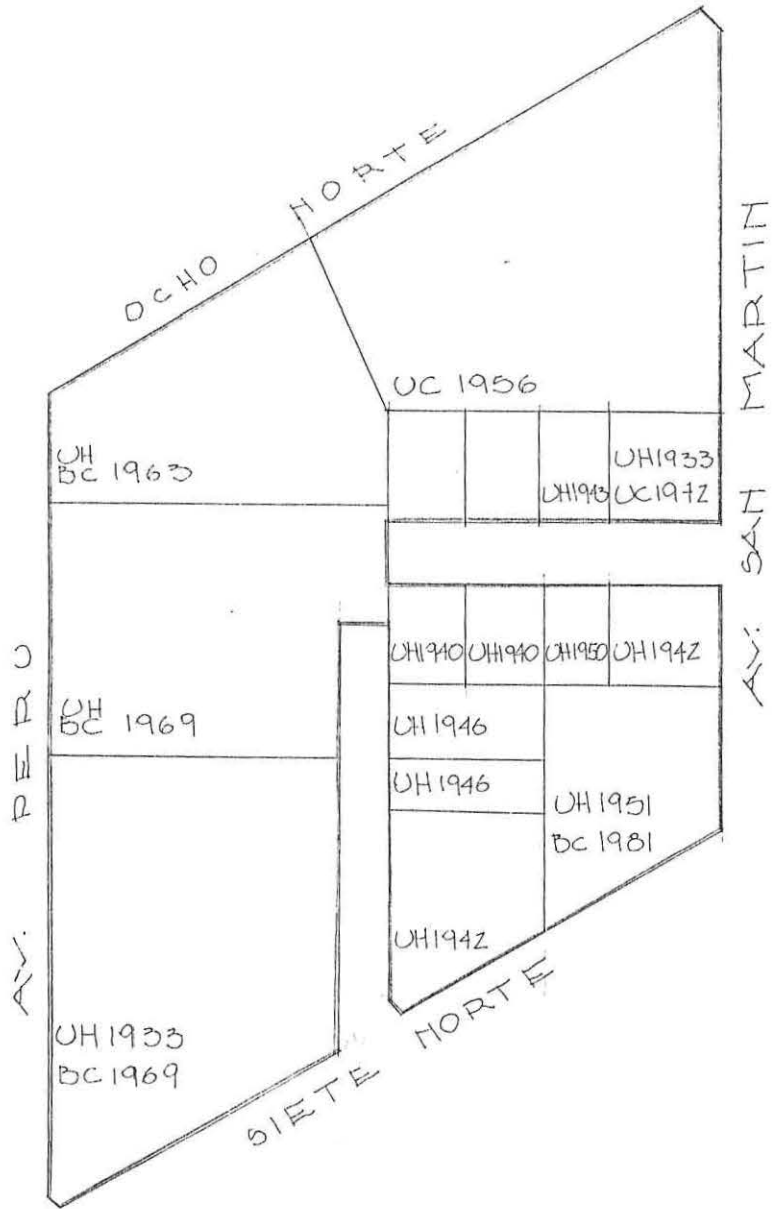 OCHO NORTE
AV. SAN MARTIN
AV. PERU
SIETE NORTE
UC 1956
UH
BC 1963
UH1943
UH1933
UC1972
UH1940
UH1940
UH1950
UH1942
UH
BC 1969
UH1946
UH1946
UH1951
BC 1981
UH1942
UH1933
BC1969